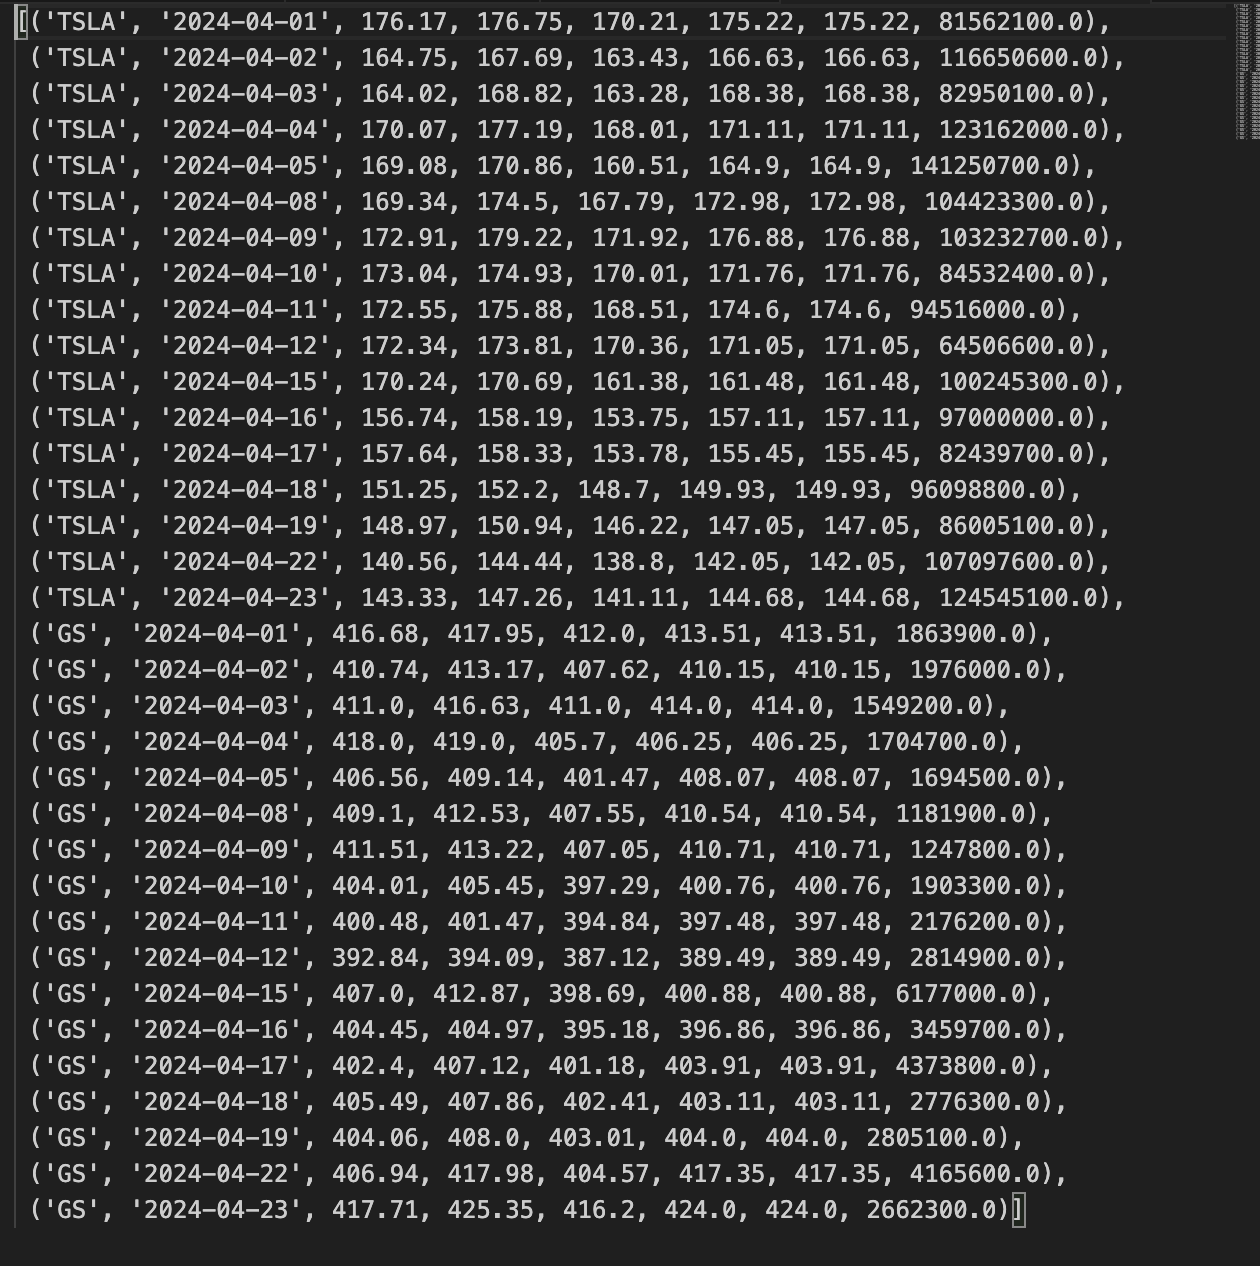 [('TSLA', '2024-04-01', 176.17, 176.75, 170.21, 175.22, 175.22, 81562100.0),
('TSLA', '2024-04-02', 164.75, 167.69, 163.43, 166.63, 166.63, 116650600.0),
('TSLA', '2024-04-03', 164.02, 168.82, 163.28, 168.38, 168.38, 82950100.0),
('TSLA', '2024-04-04', 170.07, 177.19, 168.01, 171.11, 171.11, 123162000.0),
('TSLA', '2024-04-05', 169.08, 170.86, 160.51, 164.9, 164.9, 141250700.0),
('TSLA', '2024-04-08', 169.34, 174.5, 167.79, 172.98, 172.98, 104423300.0),
('TSLA', '2024-04-09', 172.91, 179.22, 171.92, 176.88, 176.88, 103232700.0),
('TSLA', '2024-04-10', 173.04, 174.93, 170.01, 171.76, 171.76, 84532400.0),
('TSLA', '2024-04-11', 172.55, 175.88, 168.51, 174.6, 174.6, 94516000.0),
('TSLA', '2024-04-12', 172.34, 173.81, 170.36, 171.05, 171.05, 64506600.0),
('TSLA', '2024-04-15', 170.24, 170.69, 161.38, 161.48, 161.48, 100245300.0),
('TSLA', '2024-04-16', 156.74, 158.19, 153.75, 157.11, 157.11, 97000000.0),
('TSLA', '2024-04-17', 157.64, 158.33, 153.78, 155.45, 155.45, 82439700.0),
('TSLA', '2024-04-18', 151.25, 152.2, 148.7, 149.93, 149.93, 96098800.0),
('TSLA', '2024-04-19', 148.97, 150.94, 146.22, 147.05, 147.05, 86005100.0),
('TSLA', '2024-04-22', 140.56, 144.44, 138.8, 142.05, 142.05, 107097600.0),
('TSLA', '2024-04-23', 143.33, 147.26, 141.11, 144.68, 144.68, 124545100.0),
('GS', '2024-04-01', 416.68, 417.95, 412.0, 413.51, 413.51, 1863900.0),
('GS', '2024-04-02', 410.74, 413.17, 407.62, 410.15, 410.15, 1976000.0),
('GS', '2024-04-03', 411.0, 416.63, 411.0, 414.0, 414.0, 1549200.0),
('GS', '2024-04-04', 418.0, 419.0, 405.7, 406.25, 406.25, 1704700.0),
('GS', '2024-04-05', 406.56, 409.14, 401.47, 408.07, 408.07, 1694500.0),
('GS', '2024-04-08', 409.1, 412.53, 407.55, 410.54, 410.54, 1181900.0),
('GS', '2024-04-09', 411.51, 413.22, 407.05, 410.71, 410.71, 1247800.0),
('GS', '2024-04-10', 404.01, 405.45, 397.29, 400.76, 400.76, 1903300.0),
('GS', '2024-04-11', 400.48, 401.47, 394.84, 397.48, 397.48, 2176200.0),
('GS', '2024-04-12', 392.84, 394.09, 387.12, 389.49, 389.49, 2814900.0),
('GS', '2024-04-15', 407.0, 412.87, 398.69, 400.88, 400.88, 6177000.0),
('GS', '2024-04-16', 404.45, 404.97, 395.18, 396.86, 396.86, 3459700.0),
('GS', '2024-04-17', 402.4, 407.12, 401.18, 403.91, 403.91, 4373800.0),
('GS', '2024-04-18', 405.49, 407.86, 402.41, 403.11, 403.11, 2776300.0),
('GS', '2024-04-19', 404.06, 408.0, 403.01, 404.0, 404.0, 2805100.0),
('GS', '2024-04-22', 406.94, 417.98, 404.57, 417.35, 417.35, 4165600.0),
('GS', '2024-04-23', 417.71, 425.35, 416.2, 424.0, 424.0, 2662300.0)]